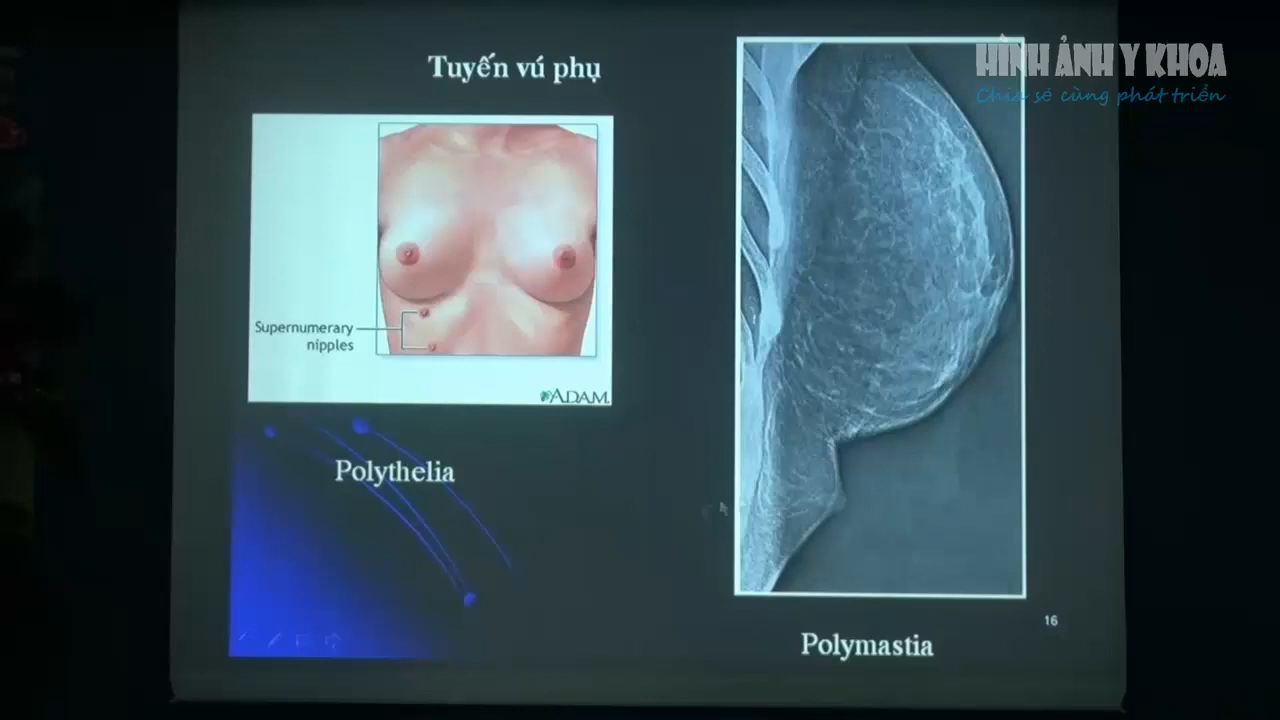 HÌNH ẢNH Y KHOA
Chia sẻ cùng phát triển
Tuyến vú phụ
Supernumerary
nipples
ADAM.
Polythelia
16
Polymastia